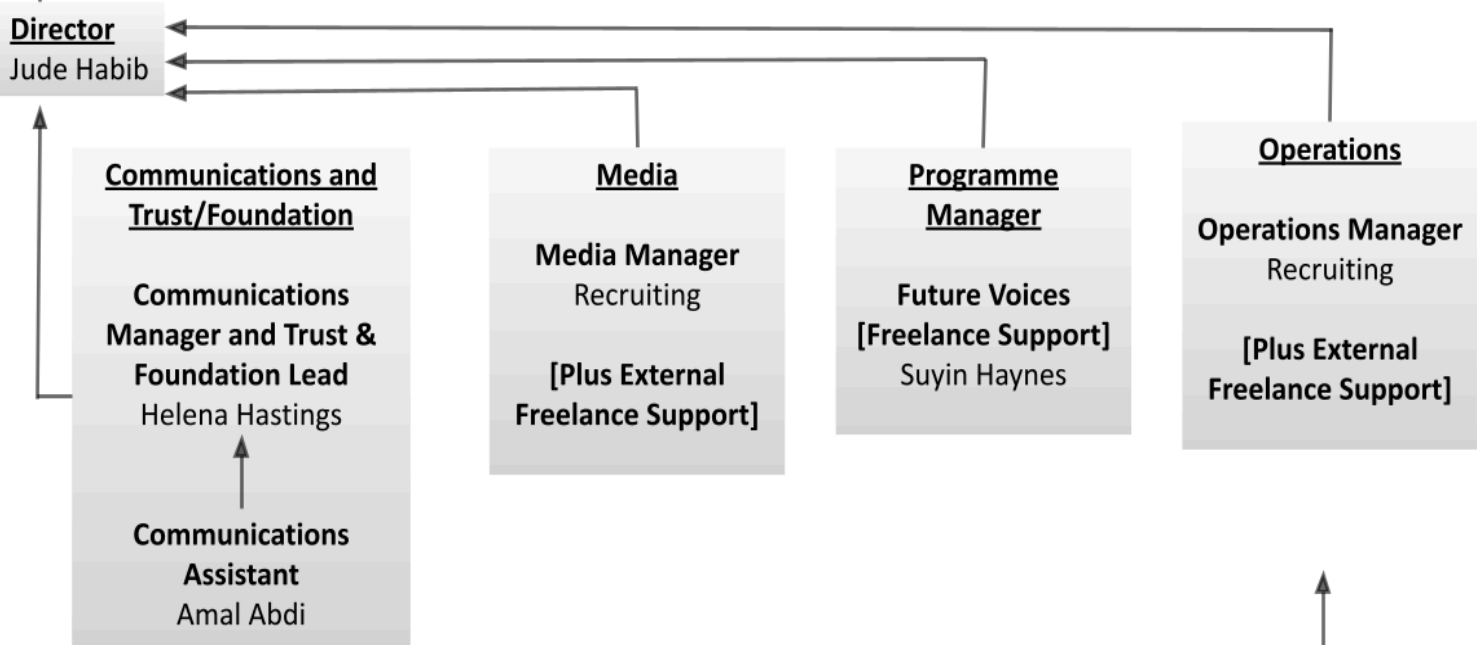 Director
Jude Habib
Communications and
Trust/Foundation
Communications
Manager and Trust &
Foundation Lead
Helena Hastings
Communications
Assistant
Amal Abdi
Media
Media Manager
Recruiting
[Plus External
Freelance Support]
Programme
Manager
Future Voices
[Freelance Support]
Suyin Haynes
Operations
Operations Manager
Recruiting
[Plus External
Freelance Support]